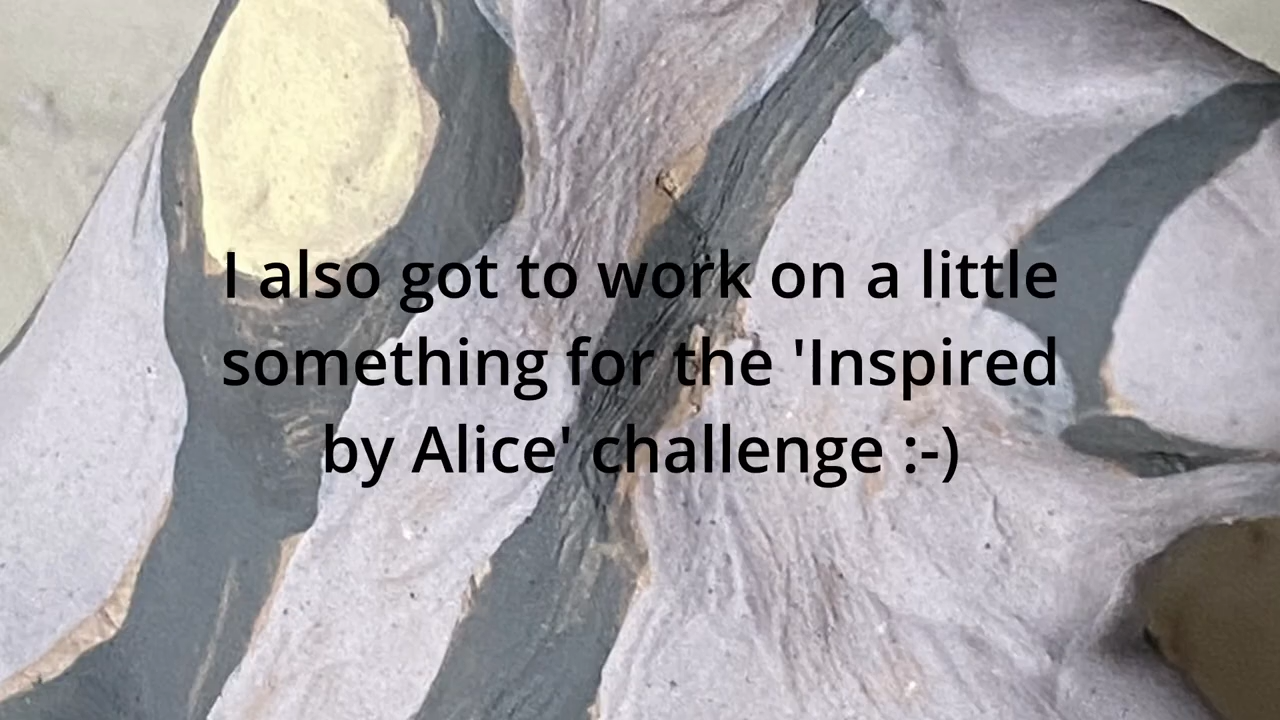 I also got to work on a little
something for the 'Inspired
by Alice' challenge :-)